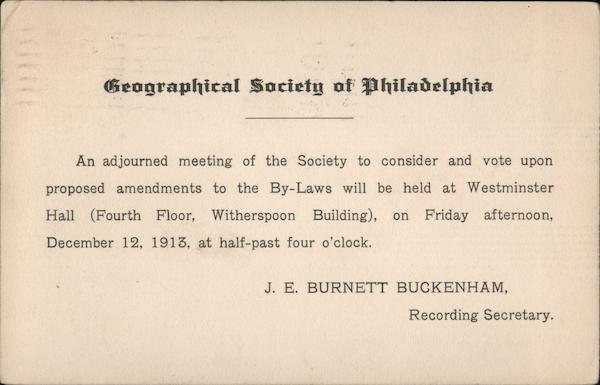 Geographical Society of Philadelphia
An adjourned meeting of the Society to consider and vote upon
proposed amendments to the By-Laws will be held at Westminster
Hall (Fourth Floor, Witherspoon Building), on Friday afternoon,
December 12, 1913, at half-past four o'clock.
J. E. BURNETT BUCKENHAM,
Recording Secretary.